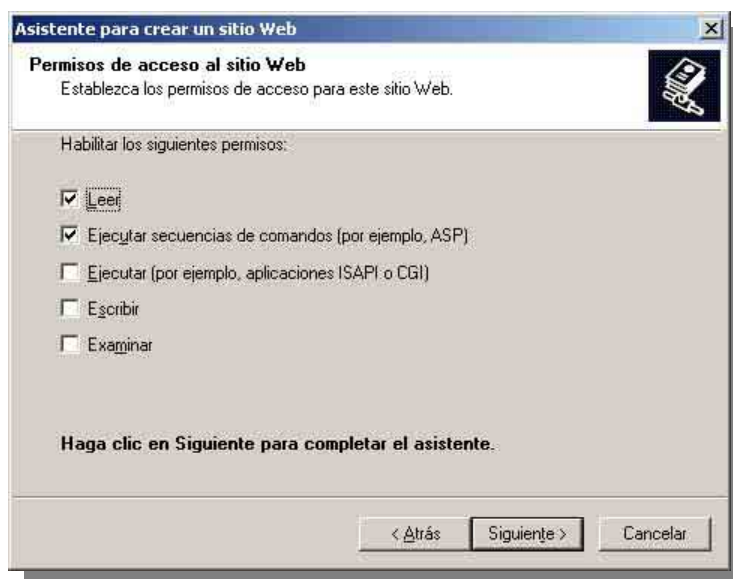 Asistente para crear un sitio Web
Permisos de acceso al sitio Web
Establezca los permisos de acceso para este sitio Web.
Habilitar los siguientes permisos:
Leer
Ejecutar secuencias de comandos (por ejemplo, ASP)
Ejecutar (por ejemplo, aplicaciones ISAPI o CGI)
Escribir
Examinar
Haga clic en Siguiente para completar el asistente.
< Atrás
Siguiente >
Cancelar